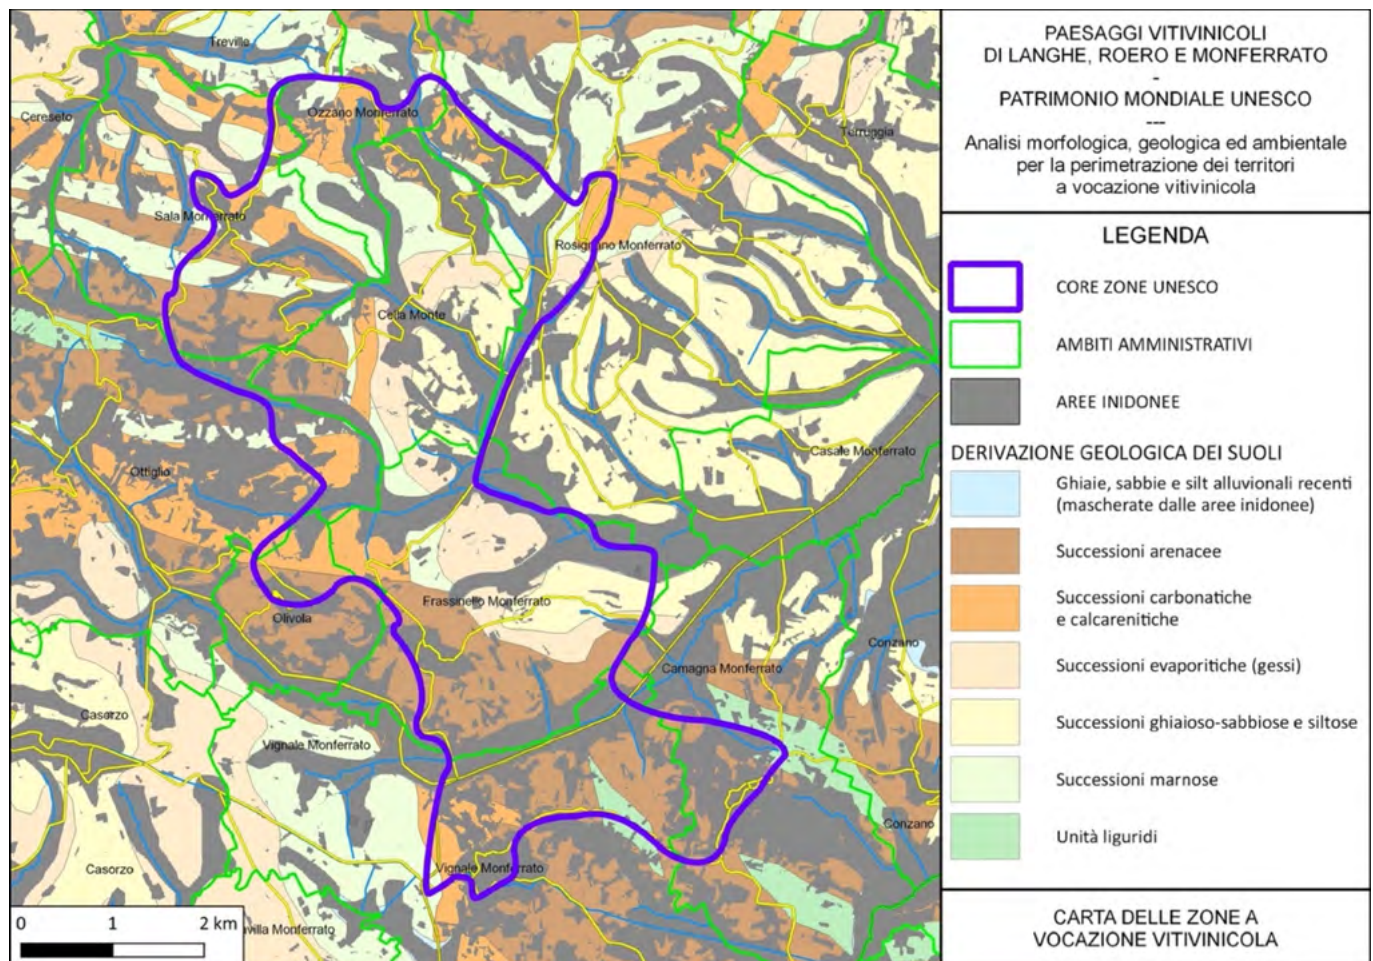 PAESAGGI VITIVINICOLI
DI LANGHE, ROERO E MONFERRATO
-
PATRIMONIO MONDIALE UNESCO
---
Analisi morfologica, geologica ed ambientale
per la perimetrazione dei territori
a vocazione vitivinicola
LEGENDA
CORE ZONE UNESCO
AMBITI AMMINISTRATIVI
AREE INIDONEE
DERIVAZIONE GEOLOGICA DEI SUOLI
Ghiaie, sabbie e silt alluvionali recenti
(mascherate dalle aree inidonee)
Successioni arenacee
Successioni carbonatiche
e calcarenitiche
Successioni evaporitiche (gessi)
Successioni ghiaioso-sabbiose e siltose
Successioni marnose
Unità liguridi
CARTA DELLE ZONE A
VOCAZIONE VITIVINICOLA
Treville
Cereseto
Ozzano Monferrato
Terruggia
Sala Monferrato
Rosignano Monferrato
Cella Monte
Casale Monferrato
Ottiglio
Frassinello Monferrato
Olivola
Conzano
Camagna Monferrato
Casorzo
Vignale Monferrato
Conzano
Casorzo
Vignale Monferrato
villa Monferrato
0 1 2 km